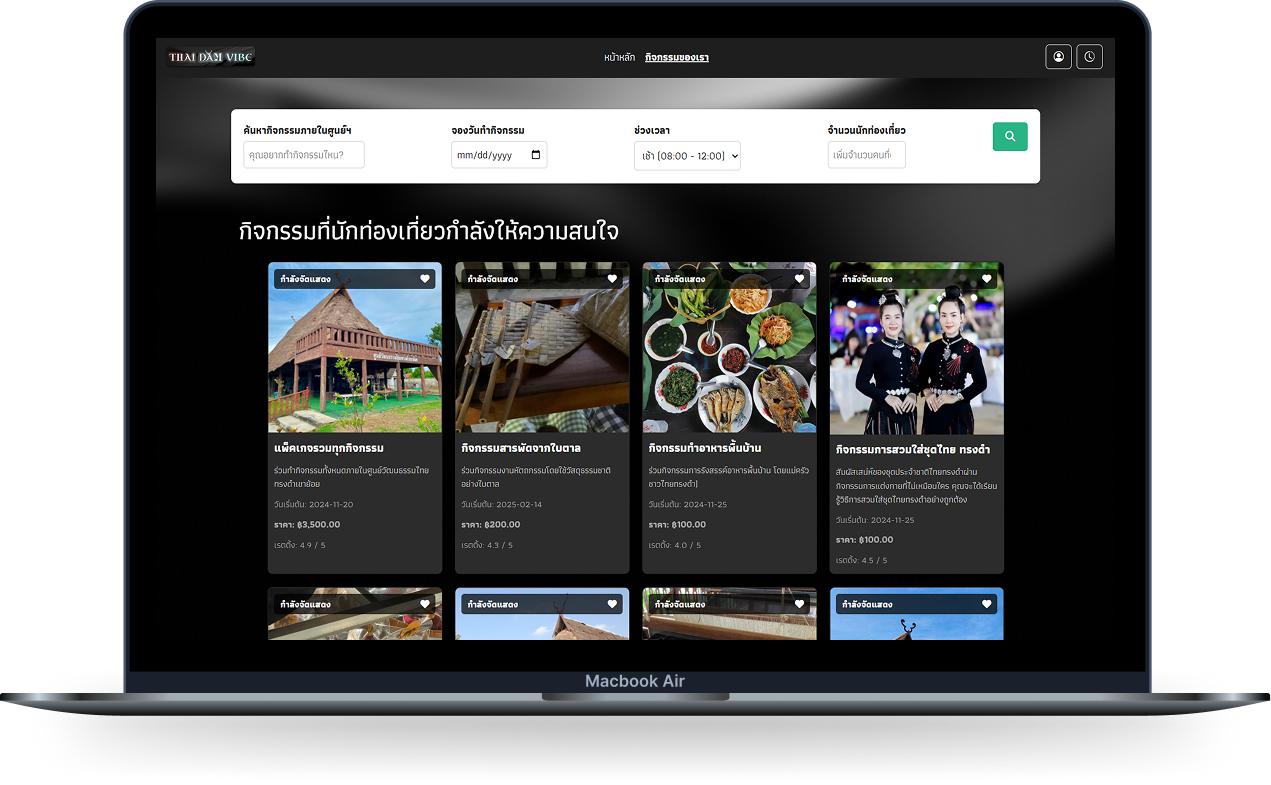 THAI DAM VIBE
หน้าหลัก
กิจกรรมของเรา
ค้นหากิจกรรมภายในศูนย์ฯ
จองวันทำกิจกรรม
ช่วงเวลา
จำนวนนักท่องเที่ยว
คุณอยากทำกิจกรรมไหน?
mm/dd/yyyy
เช้า (08:00 - 12:00)
เพิ่มจำนวนคนที่
กิจกรรมที่นักท่องเที่ยวกำลังให้ความสนใจ
กำลังจัดแสดง
แพ็คเกจรวมทุกกิจกรรม
ร่วมทำกิจกรรมทั้งหมดภายในศูนย์วัฒนธรรมไทย
ทรงดำเขาย้อย
วันเริ่มต้น: 2024-11-20
ราคา: ฿3,500.00
เรตติ้ง: 4.9 / 5
กำลังจัดแสดง
กิจกรรมสารพัดจากใบตาล
ร่วมกิจกรรมงานหัตถกรรมโดยใช้วัสดุธรรมชาติ
อย่างใบตาล
วันเริ่มต้น: 2025-02-14
ราคา: ฿200.00
เรตติ้ง: 4.3 / 5
กำลังจัดแสดง
กิจกรรมทำอาหารพื้นบ้าน
ร่วมกิจกรรมการรังสรรค์อาหารพื้นบ้าน โดยแม่ครัว
ชาวไทยทรงดำ)
วันเริ่มต้น: 2024-11-25
ราคา: ฿100.00
เรตติ้ง: 4.0 / 5
กำลังจัดแสดง
กิจกรรมการสวมใส่ชุดไทย ทรงดำ
สัมผัสเสน่ห์ของชุดประจำชาติไทยทรงดำผ่าน
กิจกรรมการแต่งกายที่ไม่เหมือนใคร คุณจะได้เรียน
รู้วิธีการสวมใส่ชุดไทยทรงดำอย่างถูกต้อง
วันเริ่มต้น: 2024-11-25
ราคา: ฿100.00
เรตติ้ง: 4.5 / 5
กำลังจัดแสดง
กำลังจัดแสดง
กำลังจัดแสดง
กำลังจัดแสดง
Macbook Air